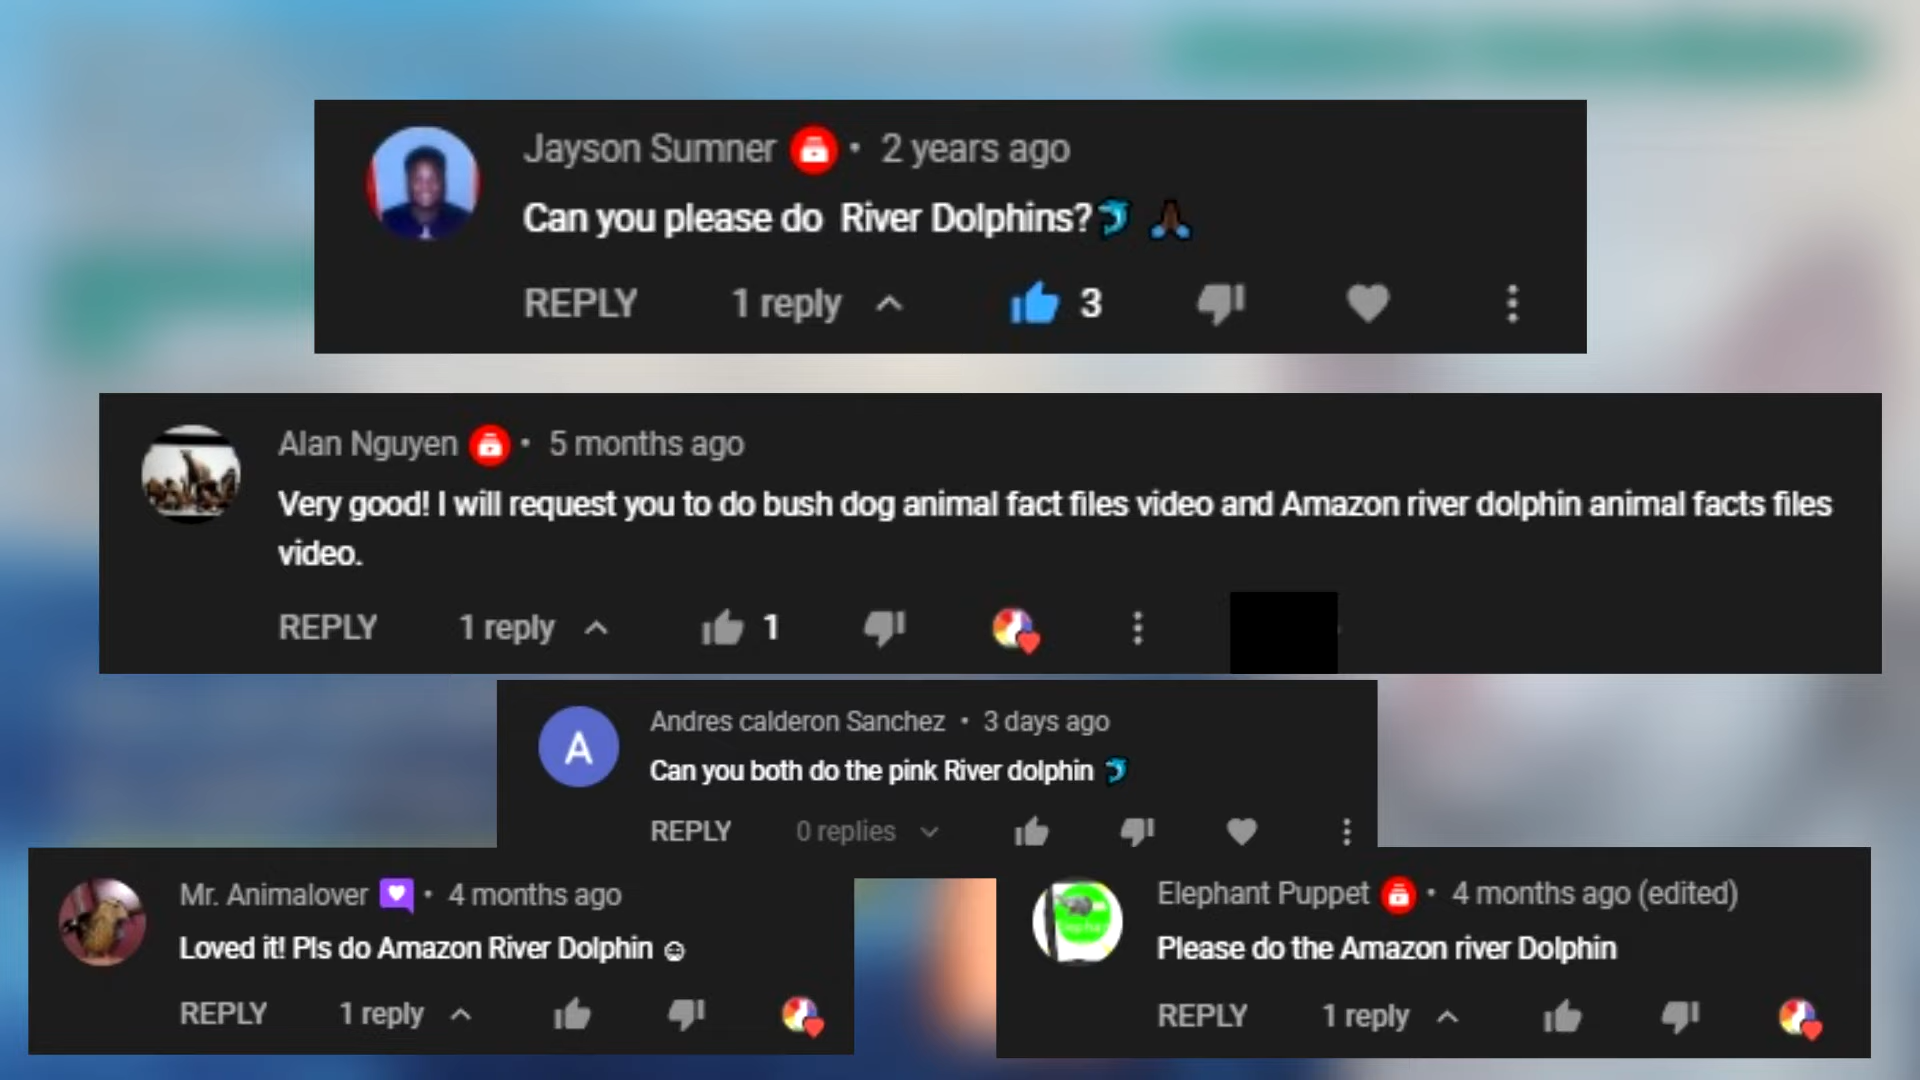 Jayson Sumner • 2 years ago
Can you please do River Dolphins?🐬 🙏🏿
REPLY 1 reply 3
Alan Nguyen • 5 months ago
Very good! I will request you to do bush dog animal fact files video and Amazon river dolphin animal facts files
video.
REPLY 1 reply 1
A
Andres calderon Sanchez • 3 days ago
Can you both do the pink River dolphin 🐬
REPLY 0 replies
Mr. Animalover • 4 months ago
Loved it! Pls do Amazon River Dolphin ☺
REPLY 1 reply
Elephant Puppet • 4 months ago (edited)
Please do the Amazon river Dolphin
REPLY 1 reply